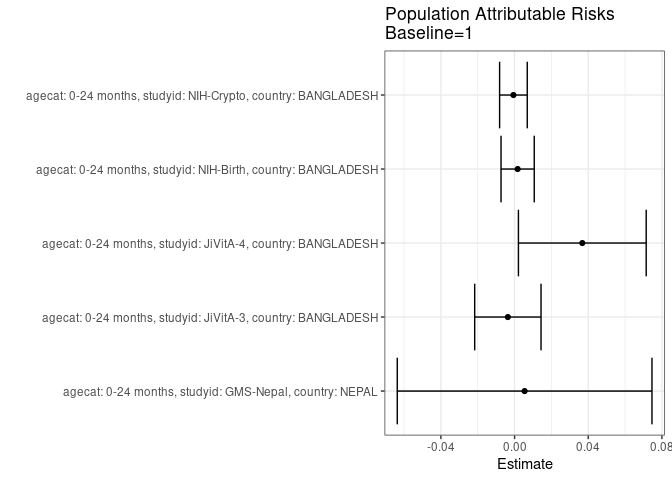 Population Attributable Risks
Baseline=1
agecat: 0-24 months, studyid: NIH-Crypto, country: BANGLADESH
agecat: 0-24 months, studyid: NIH-Birth, country: BANGLADESH
agecat: 0-24 months, studyid: JiVitA-4, country: BANGLADESH
agecat: 0-24 months, studyid: JiVitA-3, country: BANGLADESH
agecat: 0-24 months, studyid: GMS-Nepal, country: NEPAL
-0.04 0.00 0.04 0.08
Estimate